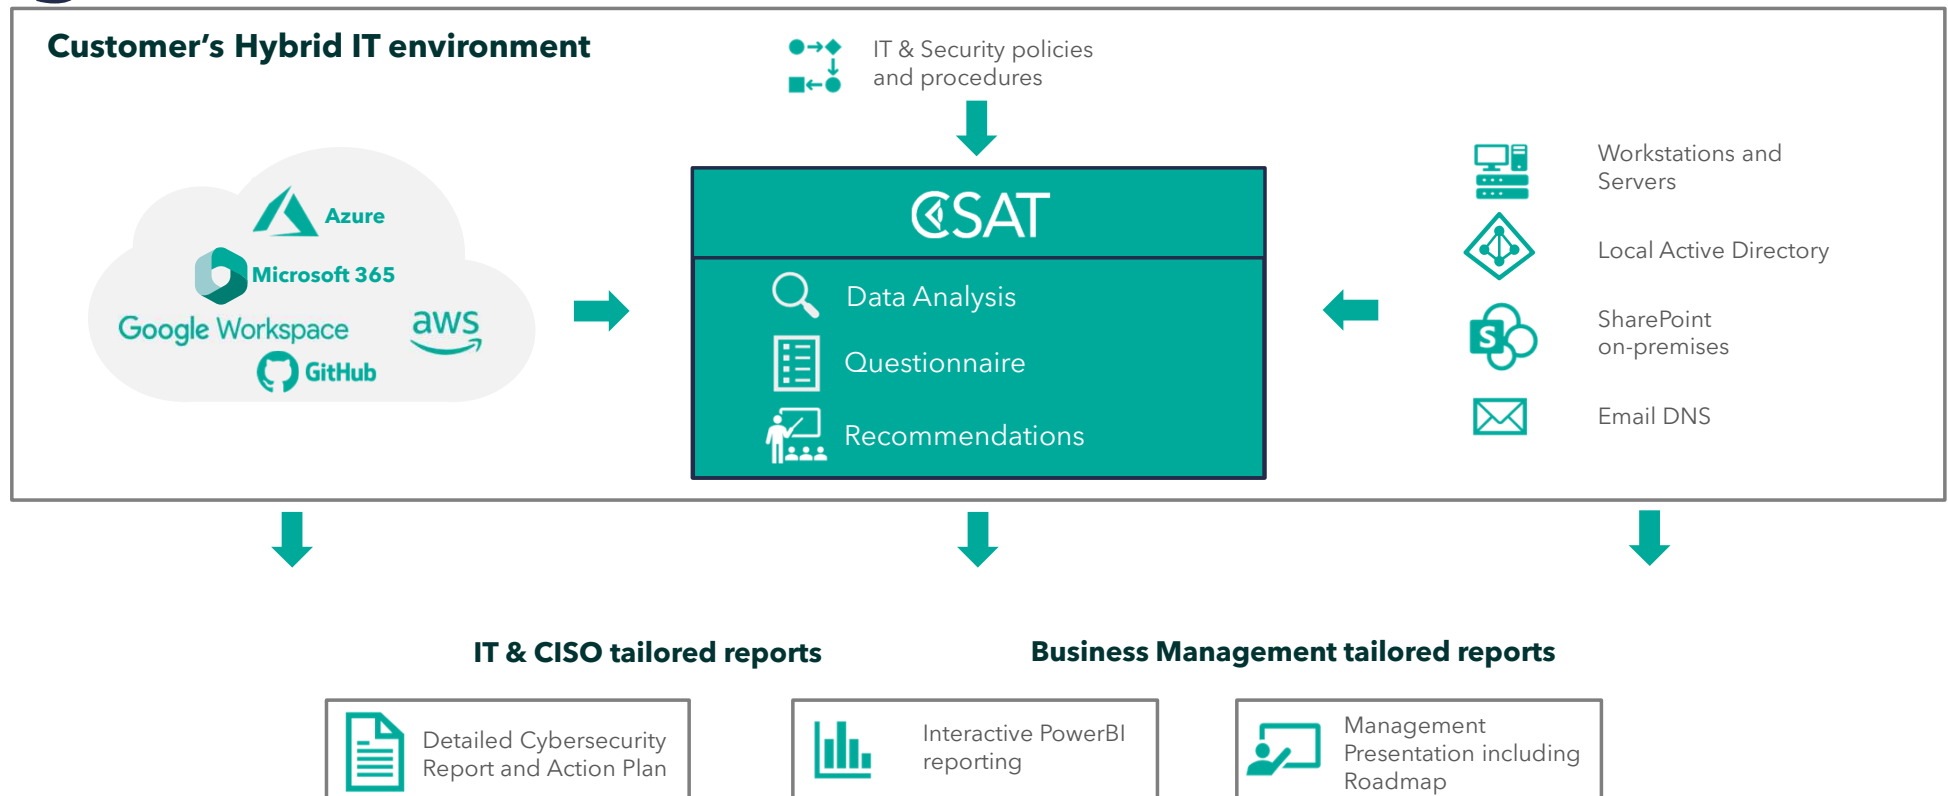 Customer's Hybrid IT environment
IT & Security policies
and procedures
Azure
Microsoft 365
Google Workspace
aws
GitHub
CSAT
Data Analysis
Questionnaire
Recommendations
Workstations and
Servers
Local Active Directory
S
SharePoint
on-premises
Email DNS
IT & CISO tailored reports
Business Management tailored reports
Detailed Cybersecurity
Report and Action Plan
Interactive PowerBI
reporting
Management
Presentation including
Roadmap